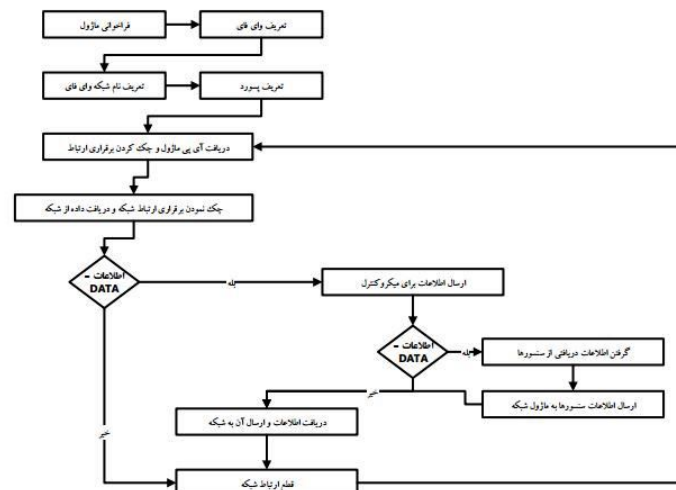 فراخوانی ماژول
تعریف وای فای
تعریف نام شبکه وای فای
تعریف پسورد
دریافت آی پی ماژول و چک کردن برقراری ارتباط
چک نمودن برقراری ارتباط شبکه و دریافت داده از شبکه
اطلاعات –
DATA
بله
ارسال اطلاعات برای میکروکنترل
اطلاعات –
DATA
بله
گرفتن اطلاعات دریافتی از سنسورها
ارسال اطلاعات سنسورها به ماژول شبکه
خیر
دریافت اطلاعات و ارسال آن به شبکه
خیر
قطع ارتباط شبکه